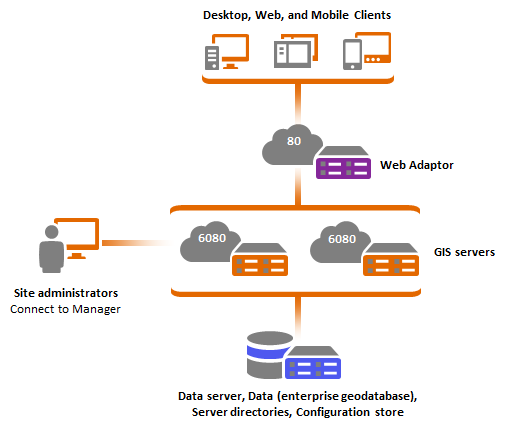 Desktop, Web, and Mobile Clients
80
Web Adaptor
6080
6080
GIS servers
Site administrators
Connect to Manager
Data server, Data (enterprise geodatabase),
Server directories, Configuration store